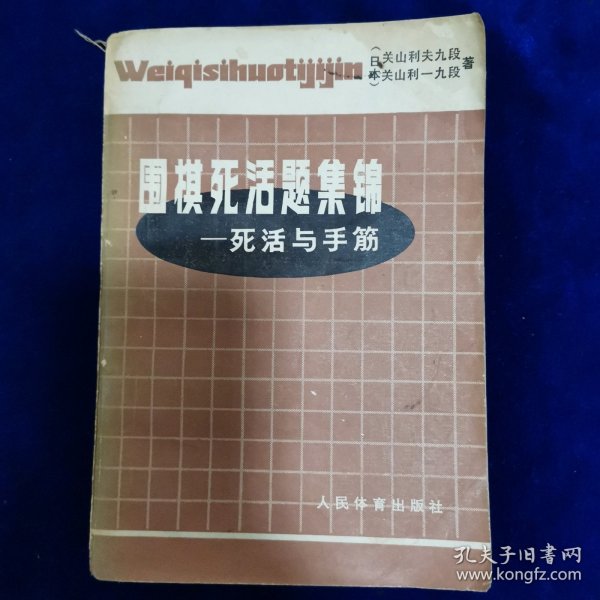 Weiqisihuotijijin
（日本）关山利夫九段
关山利一九段 著
围棋死活题集锦
—死活与手筋
人民体育出版社
孔夫子旧书网
www.kongfz.com